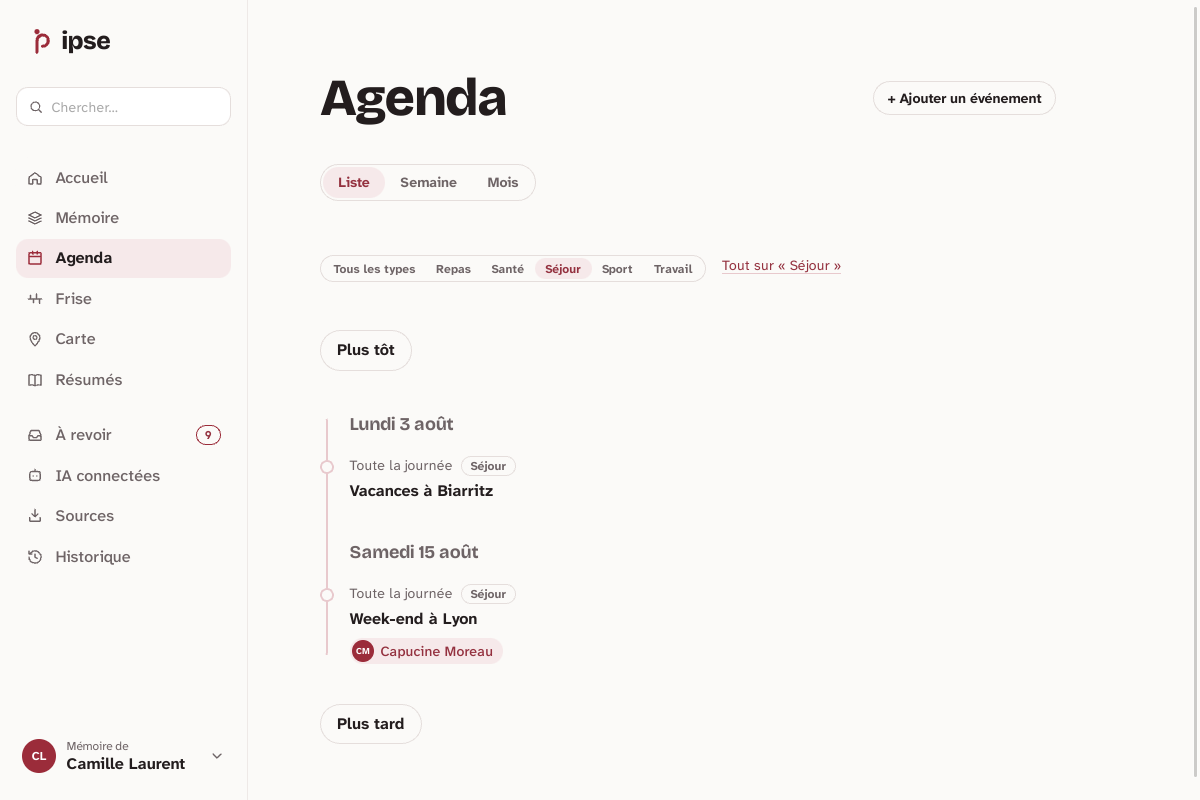 ipse
Chercher...
Accueil
Mémoire
Agenda
Frise
Carte
Résumés
À revoir 9
IA connectées
Sources
Historique
CL
Mémoire de
Camille Laurent
Agenda
+ Ajouter un événement
Liste Semaine Mois
Tous les types Repas Santé Séjour Sport Travail Tout sur « Séjour »
Plus tôt
Lundi 3 août
Toute la journée Séjour
Vacances à Biarritz
Samedi 15 août
Toute la journée Séjour
Week-end à Lyon
CM Capucine Moreau
Plus tard